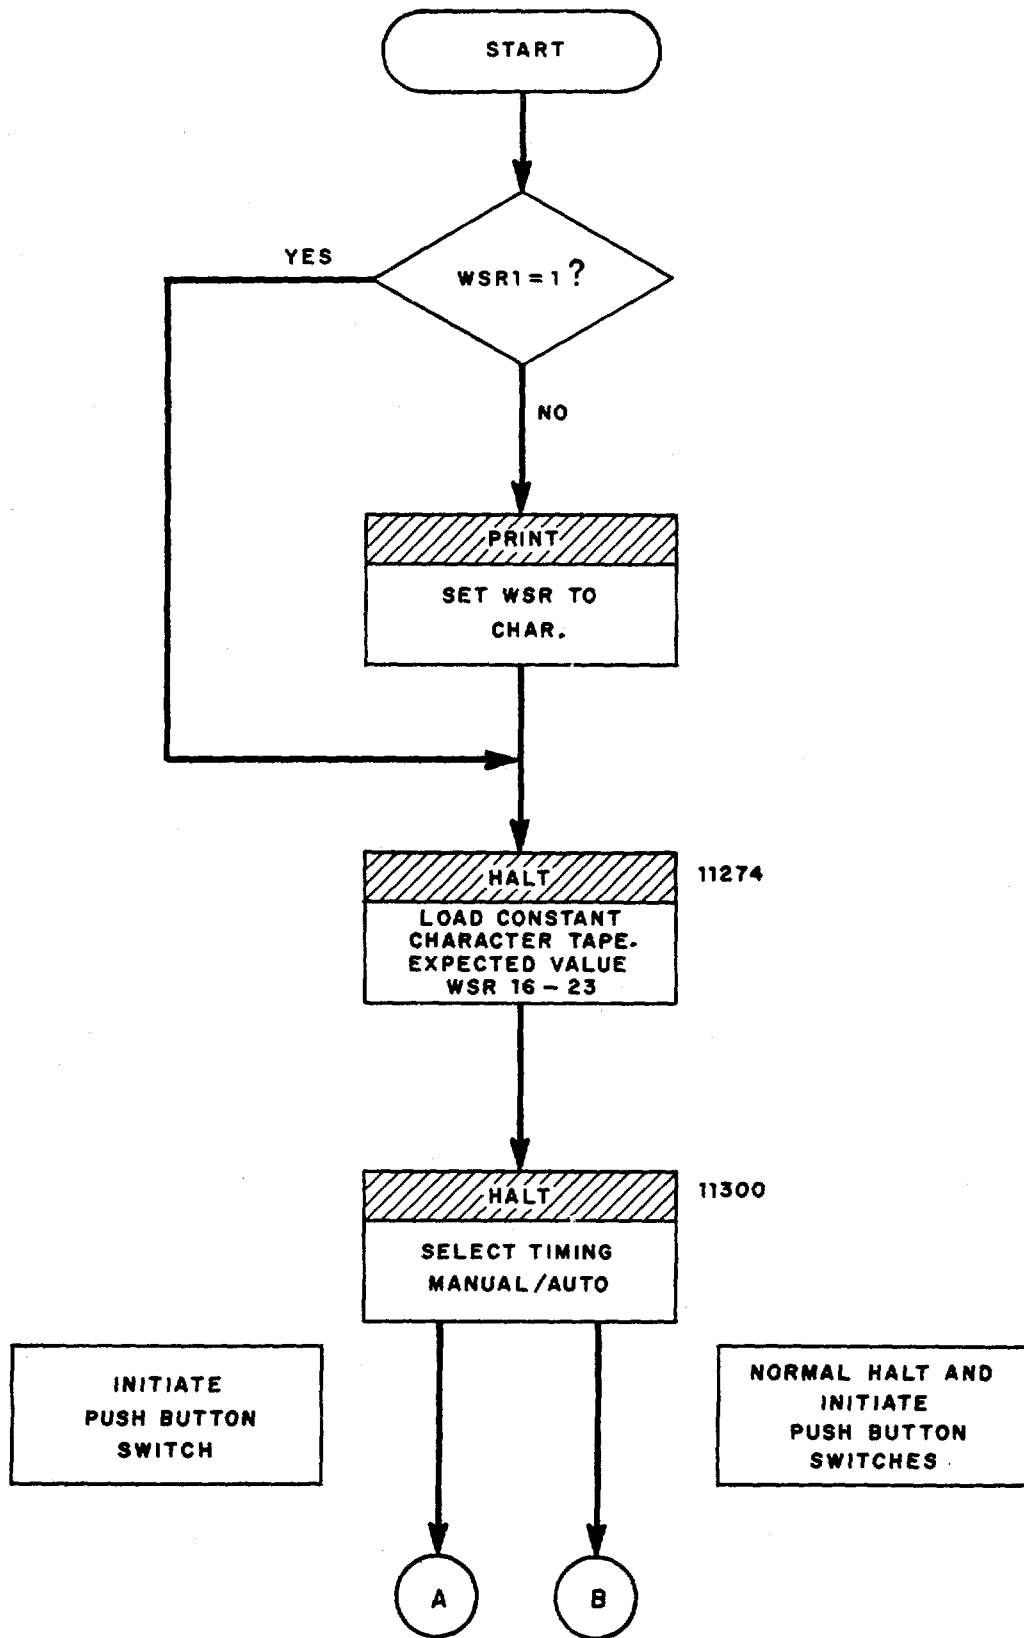 START
WSR1=1?
YES
NO
PRINT
SET WSR TO
CHAR.
HALT
11274
LOAD CONSTANT
CHARACTER TAPE.
EXPECTED VALUE
WSR 16-23
HALT
11300
SELECT TIMING
MANUAL/AUTO
INITIATE
PUSH BUTTON
SWITCH
NORMAL HALT AND
INITIATE
PUSH BUTTON
SWITCHES
A
B